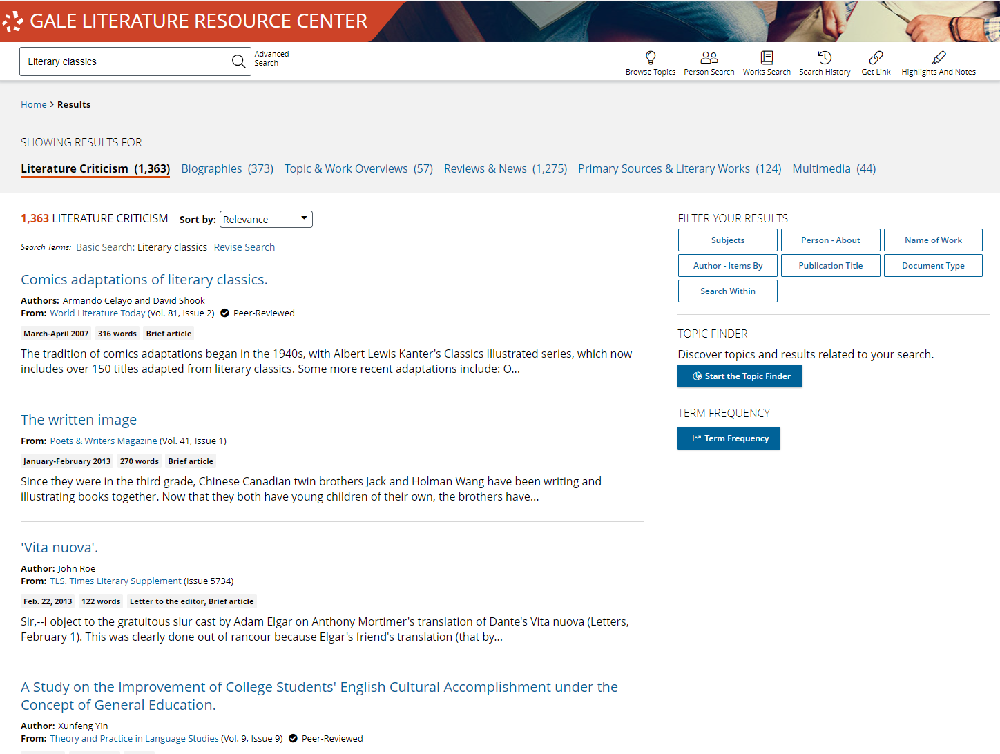 GALE LITERATURE RESOURCE CENTER
Literary classics
Advanced
Search
Browse Topics
Person Search
Works Search
Search History
Get Link
Highlights And Notes
Home > Results
SHOWING RESULTS FOR
Literature Criticism (1,363)
Biographies (373)
Topic & Work Overviews (57)
Reviews & News (1,275)
Primary Sources & Literary Works (124)
Multimedia (44)
1,363 LITERATURE CRITICISM
Sort by: Relevance
Search Terms: Basic Search: Literary classics Revise Search
Comics adaptations of literary classics.
Authors: Armando Celayo and David Shook
From: World Literature Today (Vol. 81, Issue 2) Peer-Reviewed
March-April 2007 316 words Brief article
The tradition of comics adaptations began in the 1940s, with Albert Lewis Kanter's Classics Illustrated series, which now
includes over 150 titles adapted from literary classics. Some more recent adaptations include: O...
The written image
From: Poets & Writers Magazine (Vol. 41, Issue 1)
January-February 2013 270 words Brief article
Since they were in the third grade, Chinese Canadian twin brothers Jack and Holman Wang have been writing and
illustrating books together. Now that they both have young children of their own, the brothers have...
'Vita nuova'.
Author: John Roe
From: TLS. Times Literary Supplement (Issue 5734)
Feb. 22, 2013 122 words Letter to the editor, Brief article
Sir,--I object to the gratuitous slur cast by Adam Elgar on Anthony Mortimer's translation of Dante's Vita nuova (Letters,
February 1). This was clearly done out of rancour because Elgar's friend's translation (that by...
A Study on the Improvement of College Students' English Cultural Accomplishment under the
Concept of General Education.
Author: Xunfeng Yin
From: Theory and Practice in Language Studies (Vol. 9, Issue 9) Peer-Reviewed
FILTER YOUR RESULTS
Subjects
Person - About
Name of Work
Author - Items By
Publication Title
Document Type
Search Within
TOPIC FINDER
Discover topics and results related to your search.
Start the Topic Finder
TERM FREQUENCY
Term Frequency